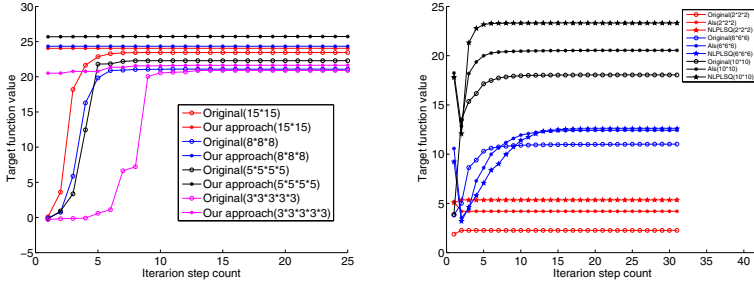 30
25
20
15
10
5
0
−5
0
5
10
15
20
25
Target function value
Iterarion step count
Original(15*15)
Our approach(15*15)
Original(8*8*8)
Our approach(8*8*8)
Original(5*5*5*5)
Our approach(5*5*5*5)
Original(3*3*3*3*3)
Our approach(3*3*3*3*3)
25
20
15
10
5
0
0
5
10
15
20
25
30
35
40
Target function value
Iterarion step count
Original(2*2*2)
Als(2*2*2)
NLPLSQ(2*2*2)
Original(6*6*6)
Als(6*6*6)
NLPLSQ(6*6*6)
Original(10*10)
Als(10*10)
NLPLSQ(10*10)